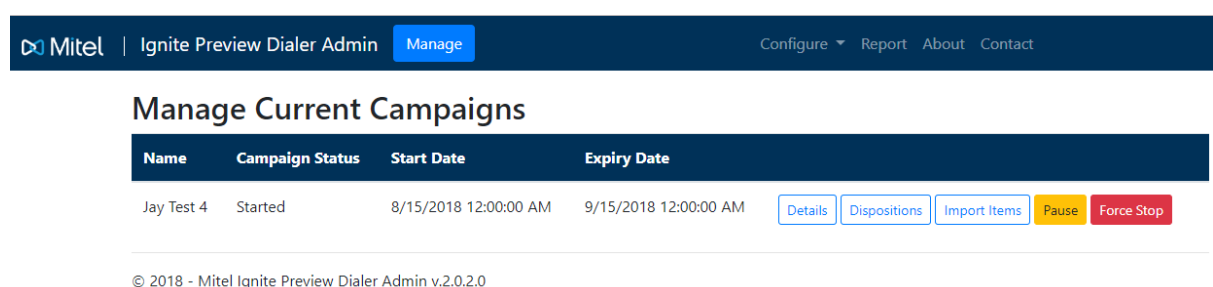 Mitel | Ignite Preview Dialer Admin Manage Configure Report About Contact
Manage Current Campaigns
Name Campaign Status Start Date Expiry Date
Jay Test 4 Started 8/15/2018 12:00:00 AM 9/15/2018 12:00:00 AM Details Dispositions Import Items Pause Force Stop
© 2018 - Mitel Ignite Preview Dialer Admin v.2.0.2.0